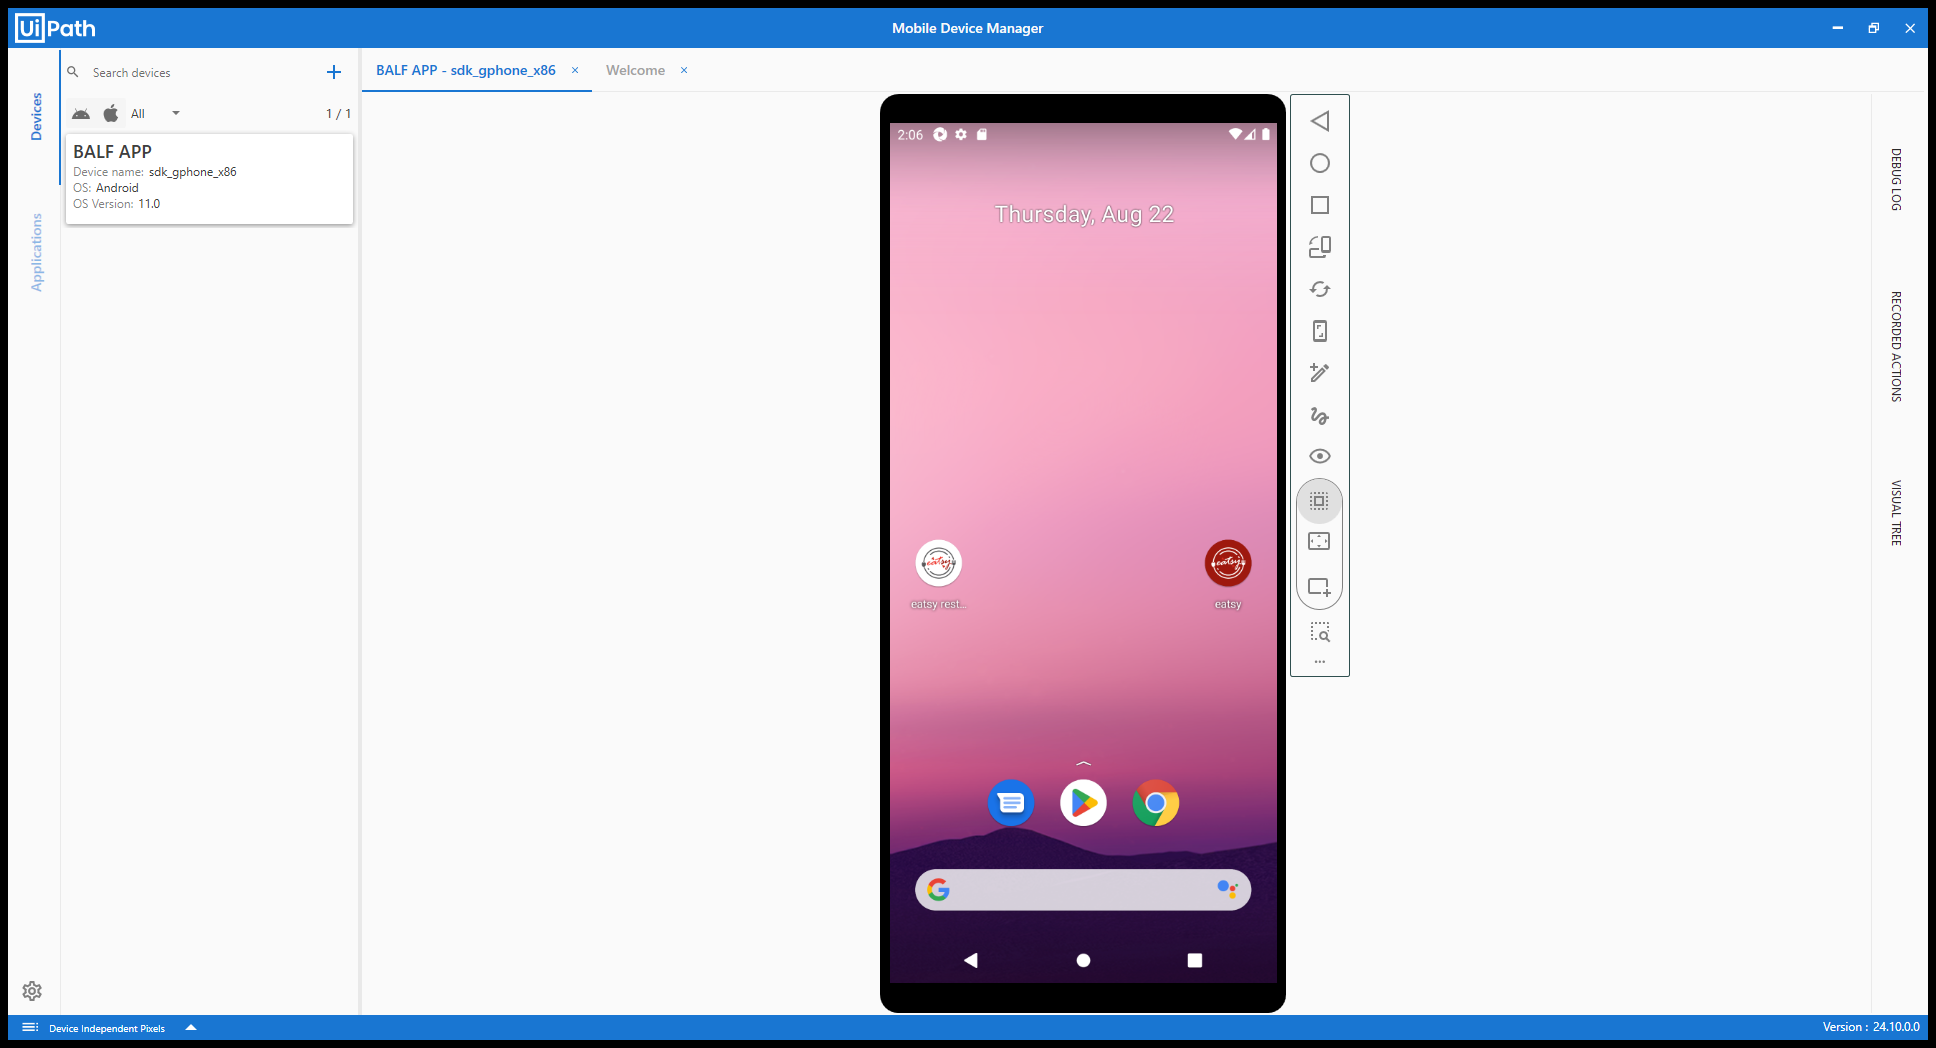 UiPath
Mobile Device Manager
Devices
Applications
Search devices
All
1 / 1
BALF APP
Device name: sdk_gphone_x86
OS: Android
OS Version: 11.0
BALF APP - sdk_gphone_x86
Welcome
2:06
Thursday, Aug 22
eatsy
eatsy rest...
eatsy
eatsy
DEBUG LOG
RECORDED ACTIONS
VISUAL TREE
Device Independent Pixels
Version : 24.10.0.0